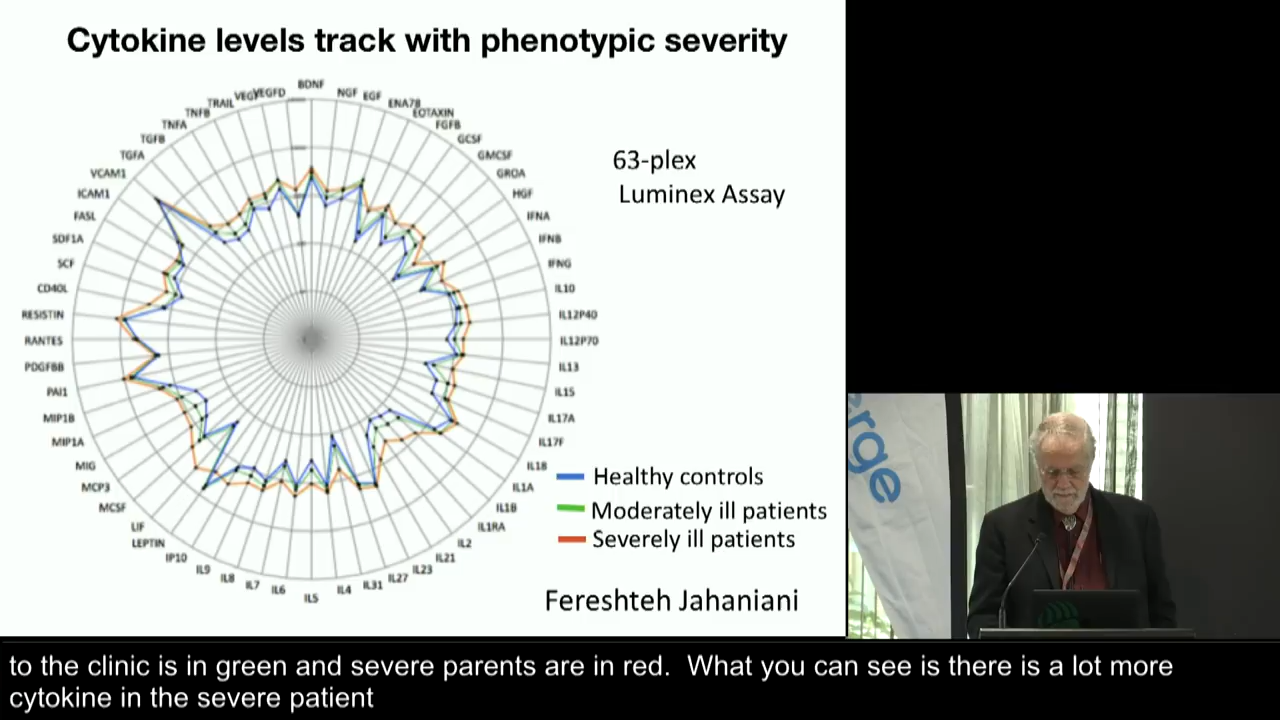 Cytokine levels track with phenotypic severity
BDNF
NGF
EGF
ENA78
EOTAXIN
FGFB
GCSF
GMCSF
GROA
HGF
IFNA
IFNB
IFNG
IL10
IL12P40
IL12P70
IL13
IL15
IL17A
IL17F
IL18
IL1A
IL1B
IL1RA
IL2
IL21
IL23
IL27
IL31
IL4
IL5
IL6
IL7
IL8
IL9
IP10
LEPTIN
LIF
MCSF
MCP3
MIG
MIP1A
MIP1B
PAI1
PDGFBB
RANTES
RESISTIN
CD40L
SCF
SDF1A
FASL
ICAM1
VCAM1
TGFA
TGFB
TNFA
TNFB
TRAIL
VEGFD
63-plex
Luminex Assay
Healthy controls
Moderately ill patients
Severely ill patients
Fereshteh Jahaniani
erge
to the clinic is in green and severe parents are in red. What you can see is there is a lot more
cytokine in the severe patient